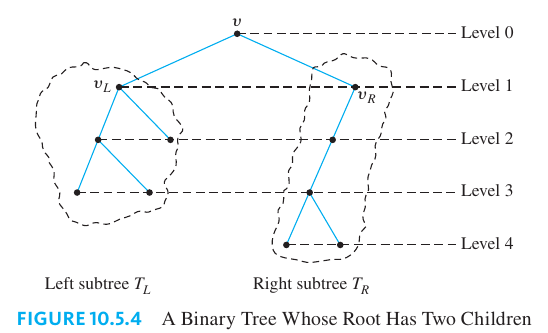 v
Level 0
v_L
Level 1
v_R
Level 2
Level 3
Level 4
Left subtree T_L
Right subtree T_R
FIGURE 10.5.4 A Binary Tree Whose Root Has Two Children